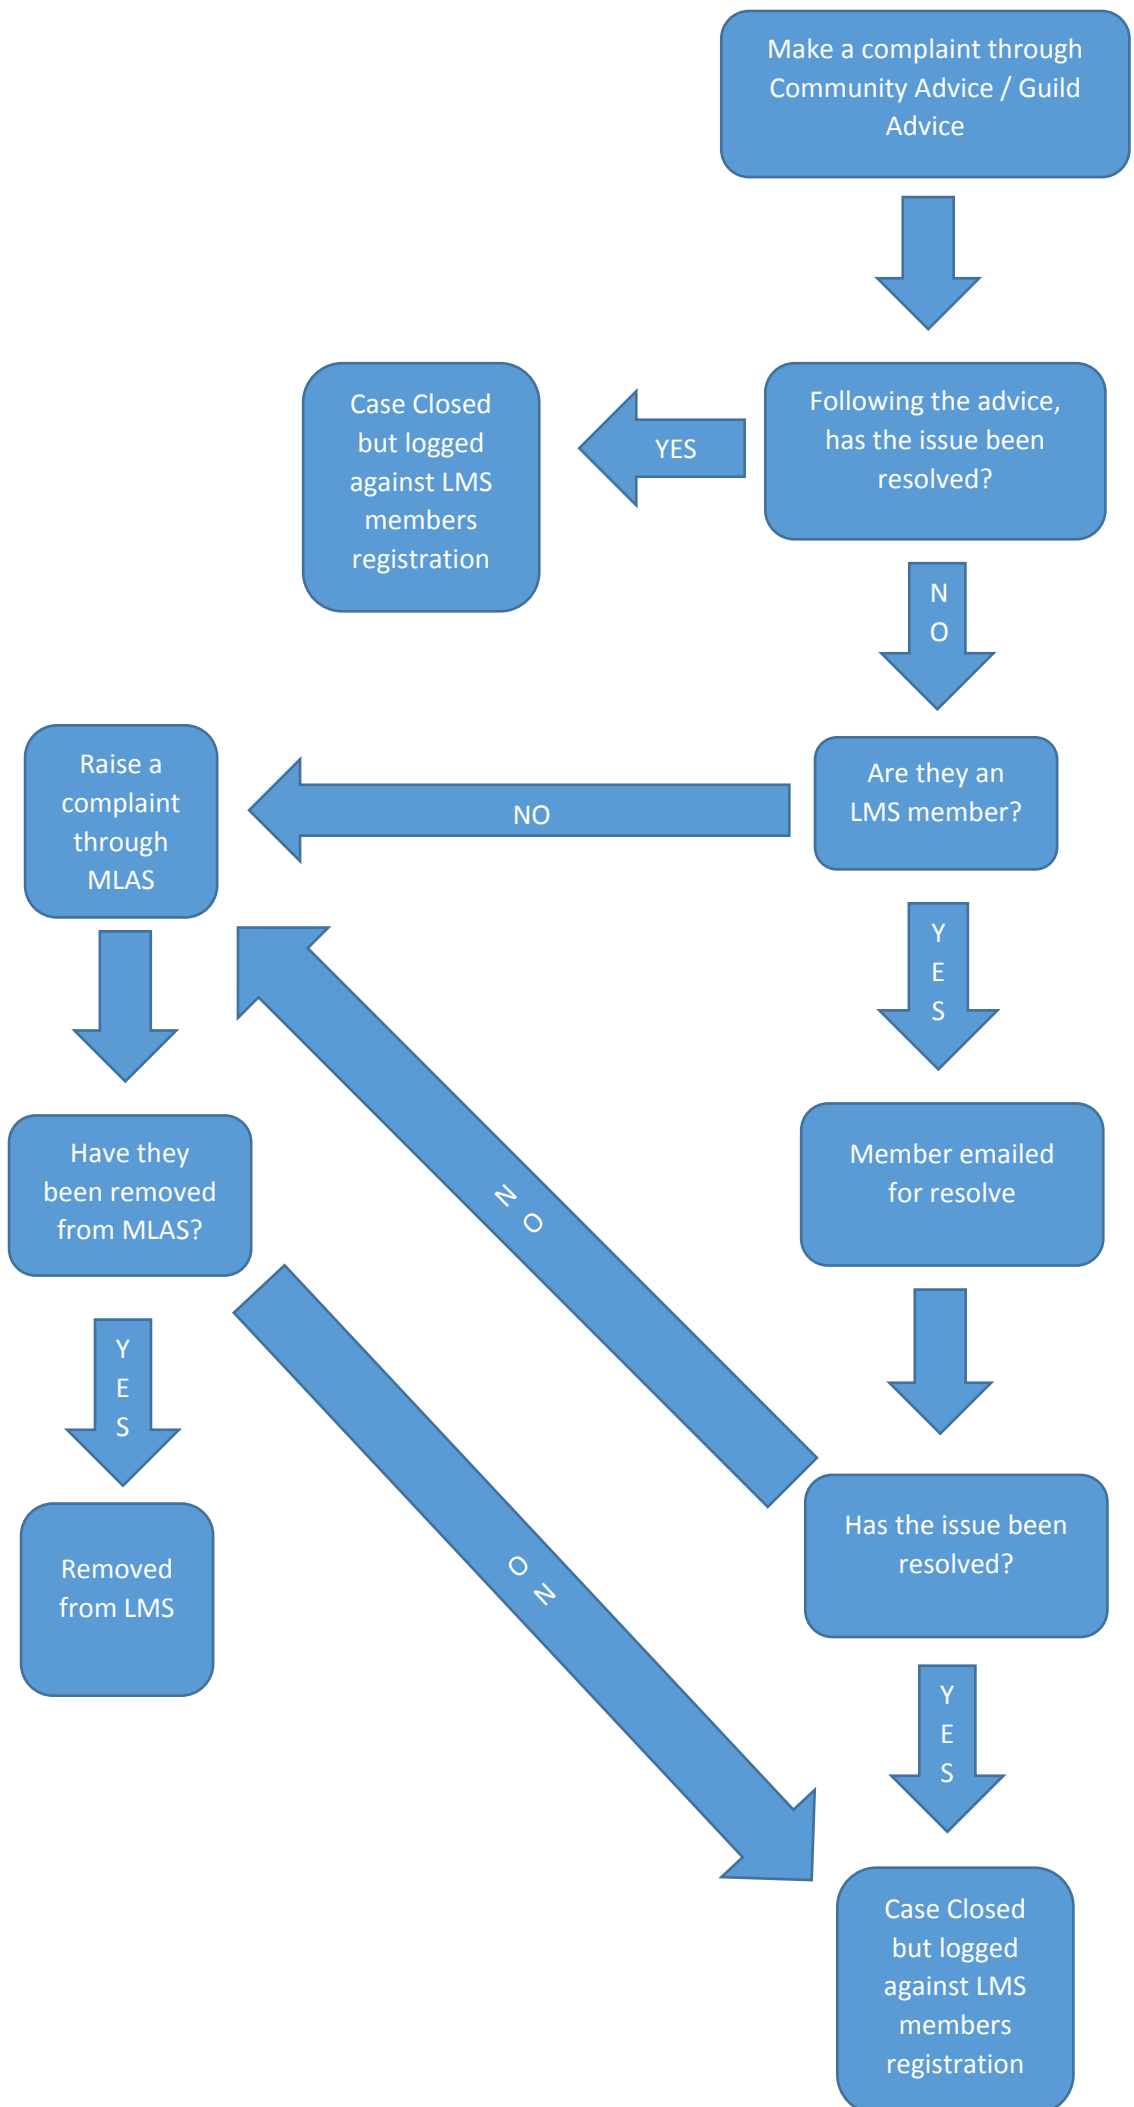 Make a complaint through
Community Advice / Guild
Advice
Case Closed
but logged
against LMS
members
registration
YES
Following the advice,
has the issue been
resolved?
N
O
Raise a
complaint
through
MLAS
NO
Are they an
LMS member?
Y
E
S
Have they
been removed
from MLAS?
N
O
Member emailed
for resolve
Y
E
S
Removed
from LMS
N
O
Has the issue been
resolved?
Y
E
S
Case Closed
but logged
against LMS
members
registration